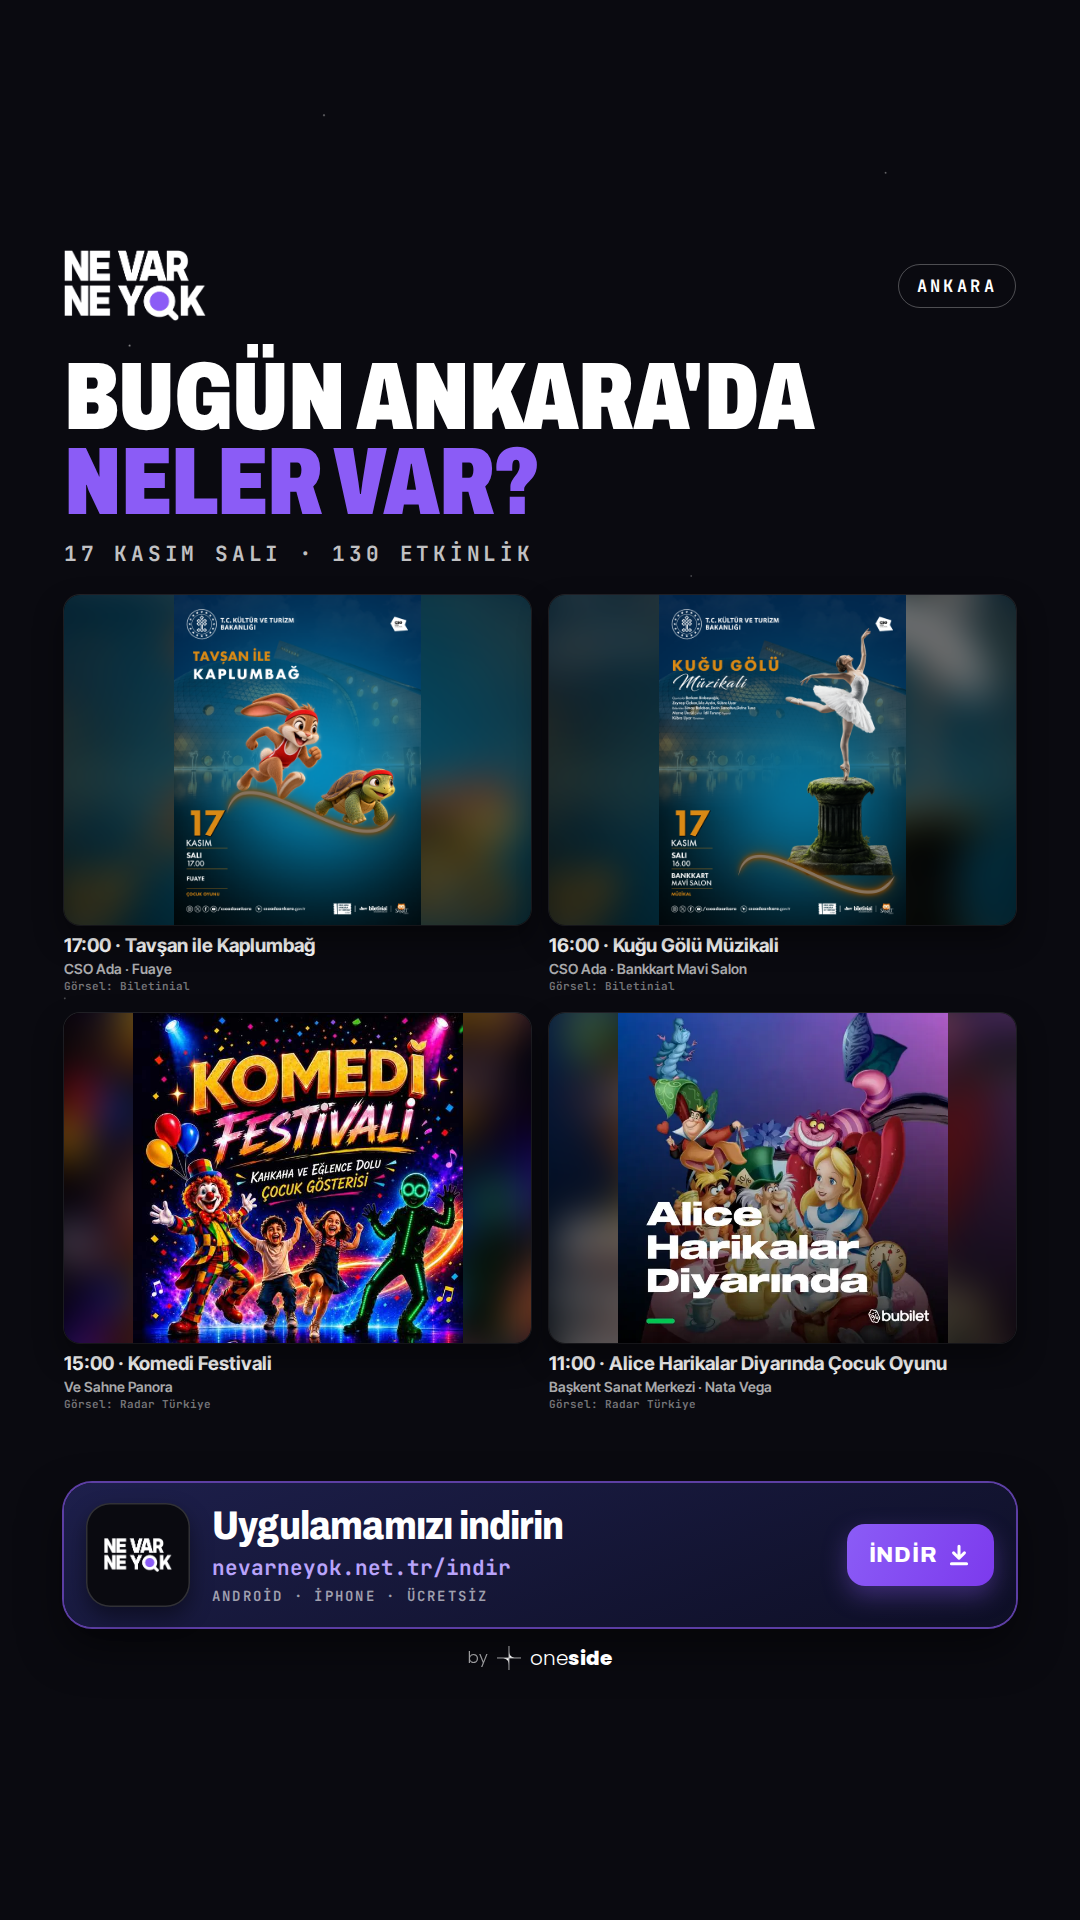 NE VAR
NE YOK
ANKARA
BUGÜN ANKARA'DA
NELER VAR?
17 KASIM SALI · 130 ETKİNLİK
T.C. KÜLTÜR VE TURİZM
BAKANLIĞI
TAVŞAN İLE
KAPLUMBAĞ
17
KASIM
SALI
17.00
FUAYE
ÇOCUK OYUNU
T.C. KÜLTÜR VE TURİZM
BAKANLIĞI
KUĞU GÖLÜ
Müzikali
17
KASIM
SALI
16.00
BANKKART
MAVİ SALON
MÜZİKAL
17:00 · Tavşan ile Kaplumbağ
CSO Ada · Fuaye
Görsel: Biletinial
16:00 · Kuğu Gölü Müzikali
CSO Ada · Bankkart Mavi Salon
Görsel: Biletinial
KOMEDİ
FESTİVALİ
KAHKAHA VE EĞLENCE DOLU
ÇOCUK GÖSTERİSİ
Alice
Harikalar
Diyarında
bubilet
15:00 · Komedi Festivali
Ve Sahne Panora
Görsel: Radar Türkiye
11:00 · Alice Harikalar Diyarında Çocuk Oyunu
Başkent Sanat Merkezi · Nata Vega
Görsel: Radar Türkiye
NE VAR
NE YOK
Uygulamamızı indirin
nevarneyok.net.tr/indir
ANDROİD · İPHONE · ÜCRETSİZ
İNDİR
by oneside